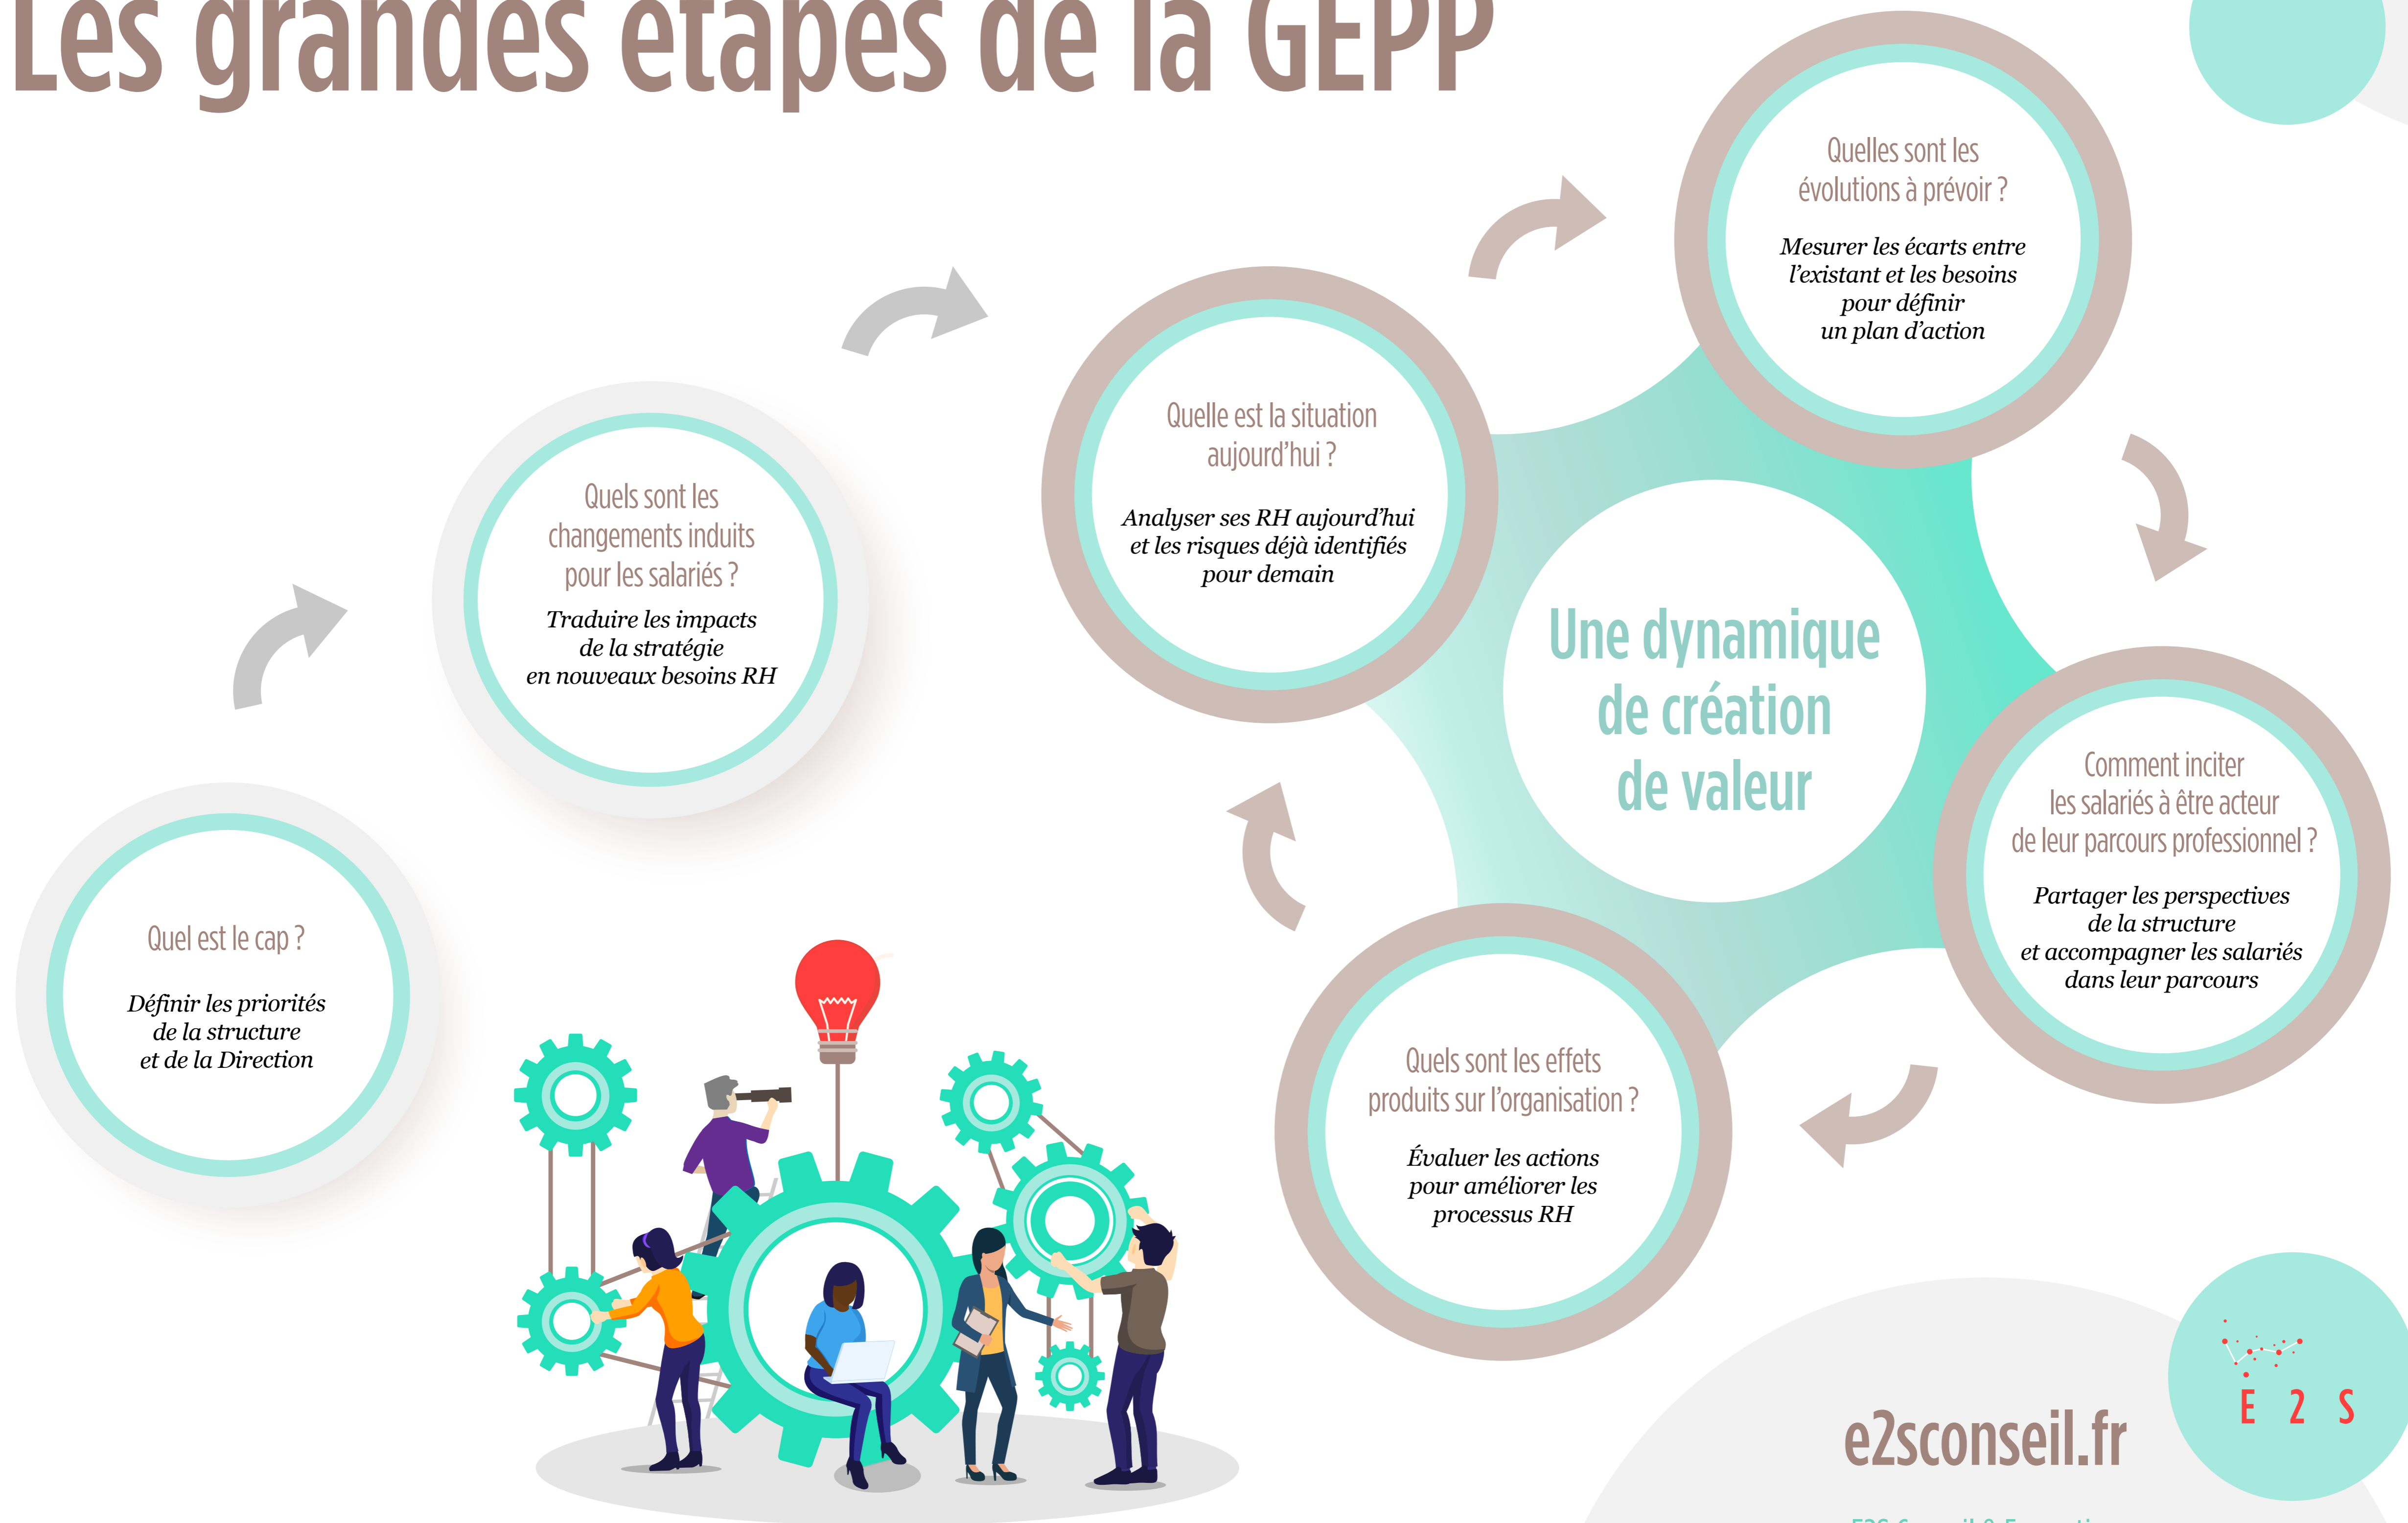 Les grandes étapes de la GEPP
Quel est le cap ?
Définir les priorités
de la structure
et de la Direction
Quels sont les
changements induits
pour les salariés ?
Traduire les impacts
de la stratégie
en nouveaux besoins RH
Quelle est la situation
aujourd’hui ?
Analyser ses RH aujourd’hui
et les risques déjà identifiés
pour demain
Quelles sont les
évolutions à prévoir ?
Mesurer les écarts entre
l’existant et les besoins
pour définir
un plan d’action
Comment inciter
les salariés à être acteur
de leur parcours professionnel ?
Partager les perspectives
de la structure
et accompagner les salariés
dans leur parcours
Quels sont les effets
produits sur l’organisation ?
Évaluer les actions
pour améliorer les
processus RH
Une dynamique
de création
de valeur
E 2 S
e2sconseil.fr